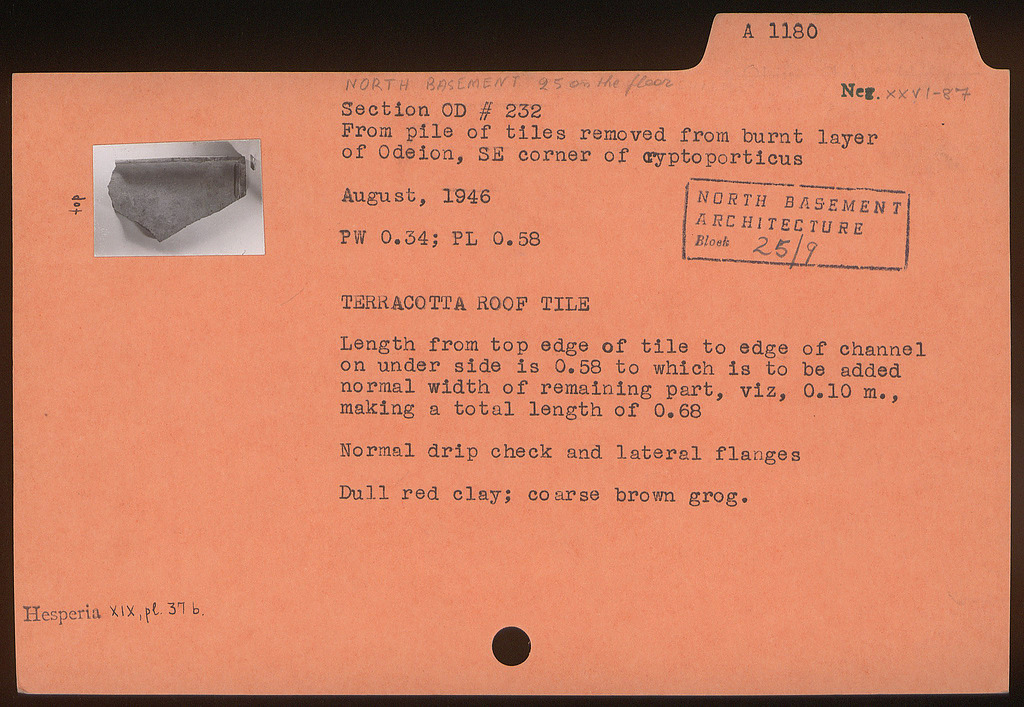 A 1180
NORTH BASEMENT 25 on the floor
Neg. XXVI-87
Section OD # 232
From pile of tiles removed from burnt layer
of Odeion, SE corner of cryptoporticus
top
August, 1946
PW 0.34; PL 0.58
NORTH BASEMENT
ARCHITECTURE
Block 25/9
TERRACOTTA ROOF TILE
Length from top edge of tile to edge of channel
on under side is 0.58 to which is to be added
normal width of remaining part, viz, 0.10 m.,
making a total length of 0.68
Normal drip check and lateral flanges
Dull red clay; coarse brown grog.
Hesperia XIX, pl. 37 b.